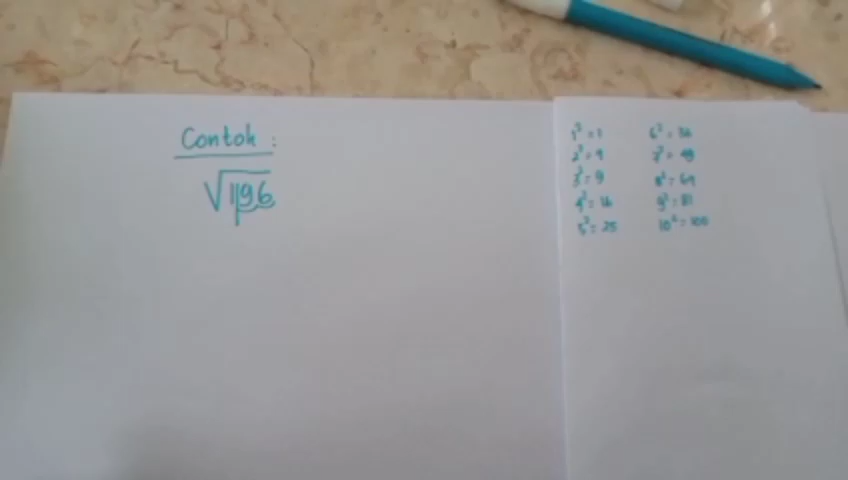 Contoh :
√196
1² = 1
2² = 4
3² = 9
4² = 16
5² = 25
6² = 36
7² = 49
8² = 64
9² = 81
10² = 100